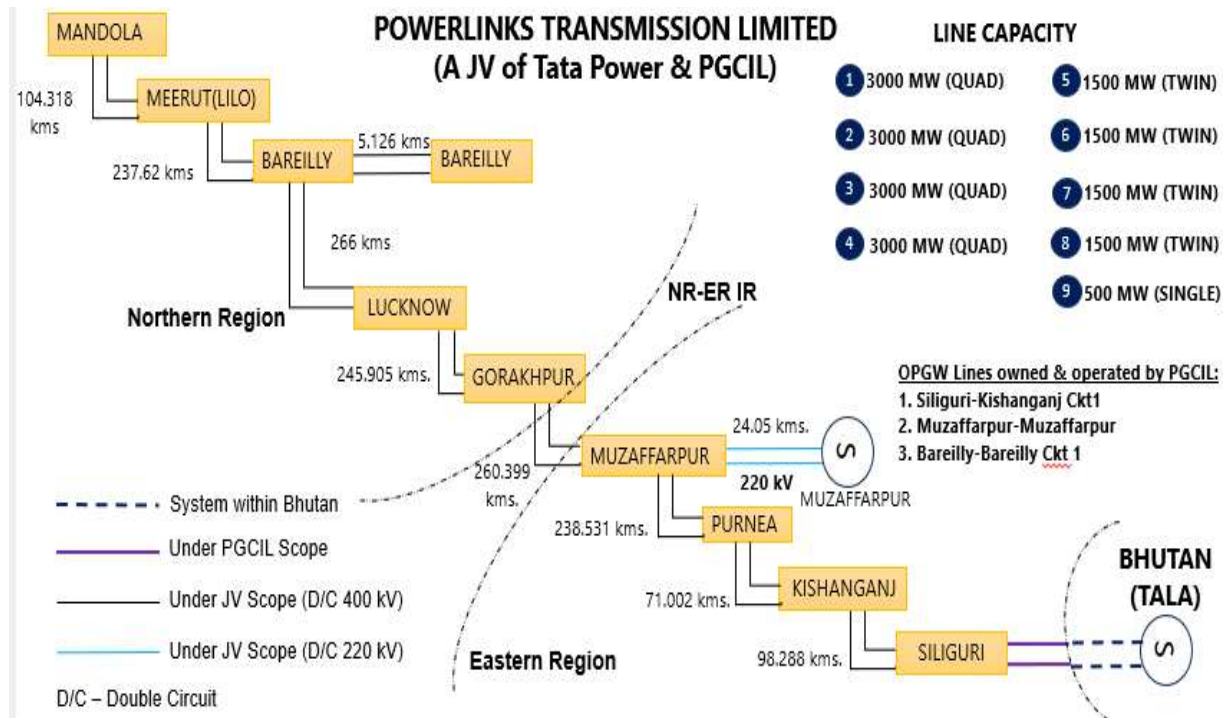 MANDOLA
POWERLINKS TRANSMISSION LIMITED
(A JV of Tata Power & PGCIL)
LINE CAPACITY
1 3000 MW (QUAD)
2 3000 MW (QUAD)
3 3000 MW (QUAD)
4 3000 MW (QUAD)
5 1500 MW (TWIN)
6 1500 MW (TWIN)
7 1500 MW (TWIN)
8 1500 MW (TWIN)
9 500 MW (SINGLE)
104.318
kms
MEERUT(LILO)
237.62 kms
BAREILLY
5.126 kms
BAREILLY
266 kms
Northern Region
LUCKNOW
NR-ER IR
245.905 kms.
GORAKHPUR
OPGW Lines owned & operated by PGCIL:
1. Siliguri-Kishanganj Ckt1
2. Muzaffarpur-Muzaffarpur
3. Bareilly-Bareilly Ckt 1
260.399
kms.
MUZAFFARPUR
24.05 kms.
220 kV
S
MUZAFFARPUR
238.531 kms.
PURNEA
71.002 kms.
KISHANGANJ
98.288 kms.
SILIGURI
BHUTAN
(TALA)
S
Eastern Region
System within Bhutan
Under PGCIL Scope
Under JV Scope (D/C 400 kV)
Under JV Scope (D/C 220 kV)
D/C – Double Circuit